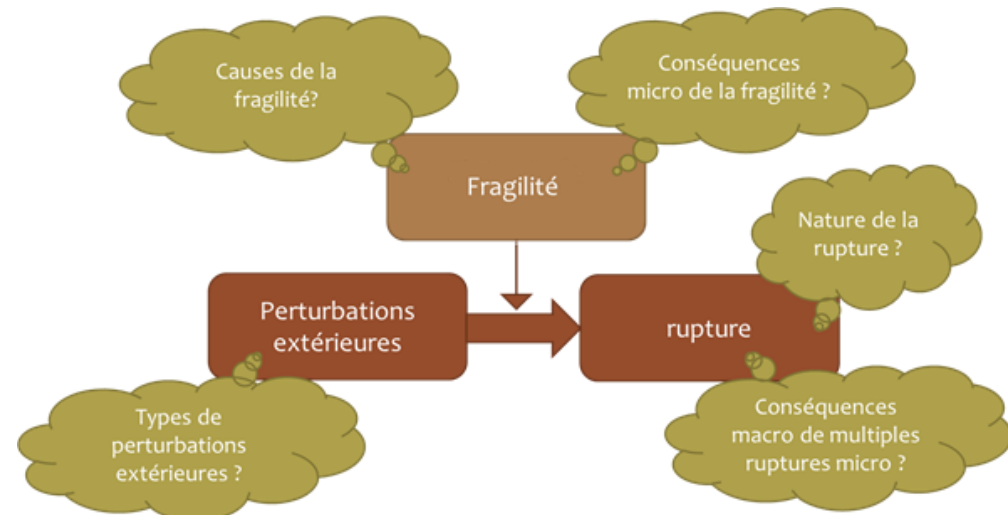 Causes de la
fragilité?
Conséquences
micro de la fragilité ?
Fragilité
Nature de la
rupture ?
Perturbations
extérieures
rupture
Types de
perturbations
extérieures ?
Conséquences
macro de multiples
ruptures micro ?